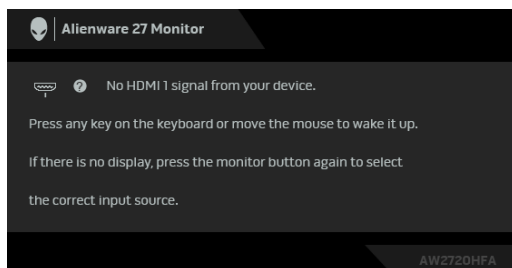 Alienware 27 Monitor
? No HDMI 1 signal from your device.
Press any key on the keyboard or move the mouse to wake it up.
If there is no display, press the monitor button again to select
the correct input source.
AW2720HFA